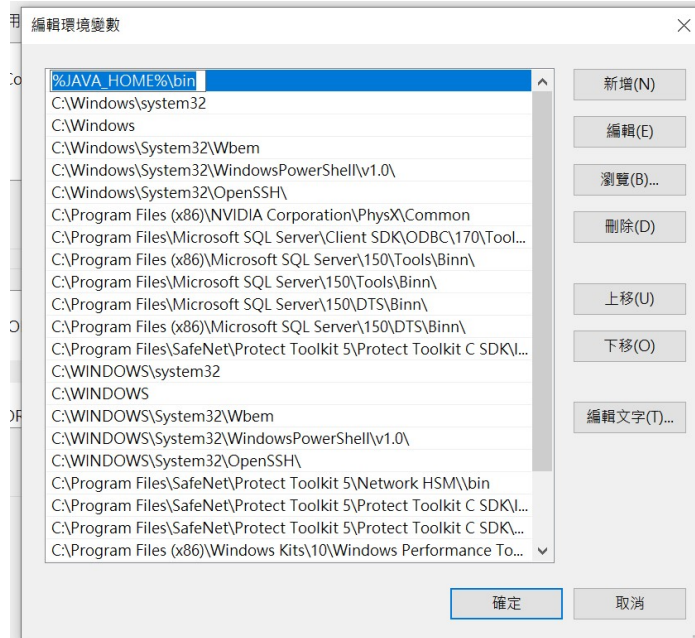 用
編輯環境變數
Co
%JAVA_HOME%\bin
C:\Windows\system32
C:\Windows
C:\Windows\System32\Wbem
C:\Windows\System32\WindowsPowerShell\v1.0\
C:\Windows\System32\OpenSSH\
C:\Program Files (x86)\NVIDIA Corporation\PhysX\Common
C:\Program Files\Microsoft SQL Server\Client SDK\ODBC\170\Tool...
C:\Program Files (x86)\Microsoft SQL Server\150\Tools\Binn\
C:\Program Files\Microsoft SQL Server\150\Tools\Binn\
C:\Program Files\Microsoft SQL Server\150\DTS\Binn\
C:\Program Files (x86)\Microsoft SQL Server\150\DTS\Binn\
C:\Program Files\SafeNet\Protect Toolkit 5\Protect Toolkit C SDK\l...
C:\WINDOWS\system32
C:\WINDOWS
C:\WINDOWS\System32\Wbem
C:\WINDOWS\System32\WindowsPowerShell\v1.0\
C:\WINDOWS\System32\OpenSSH\
C:\Program Files\SafeNet\Protect Toolkit 5\Network HSM\\bin
C:\Program Files\SafeNet\Protect Toolkit 5\Protect Toolkit C SDK\l...
C:\Program Files\SafeNet\Protect Toolkit 5\Protect Toolkit C SDK\...
C:\Program Files (x86)\Windows Kits\10\Windows Performance To...
新增(N)
編輯(E)
瀏覽(B)...
刪除(D)
上移(U)
下移(O)
編輯文字(T)...
確定
取消